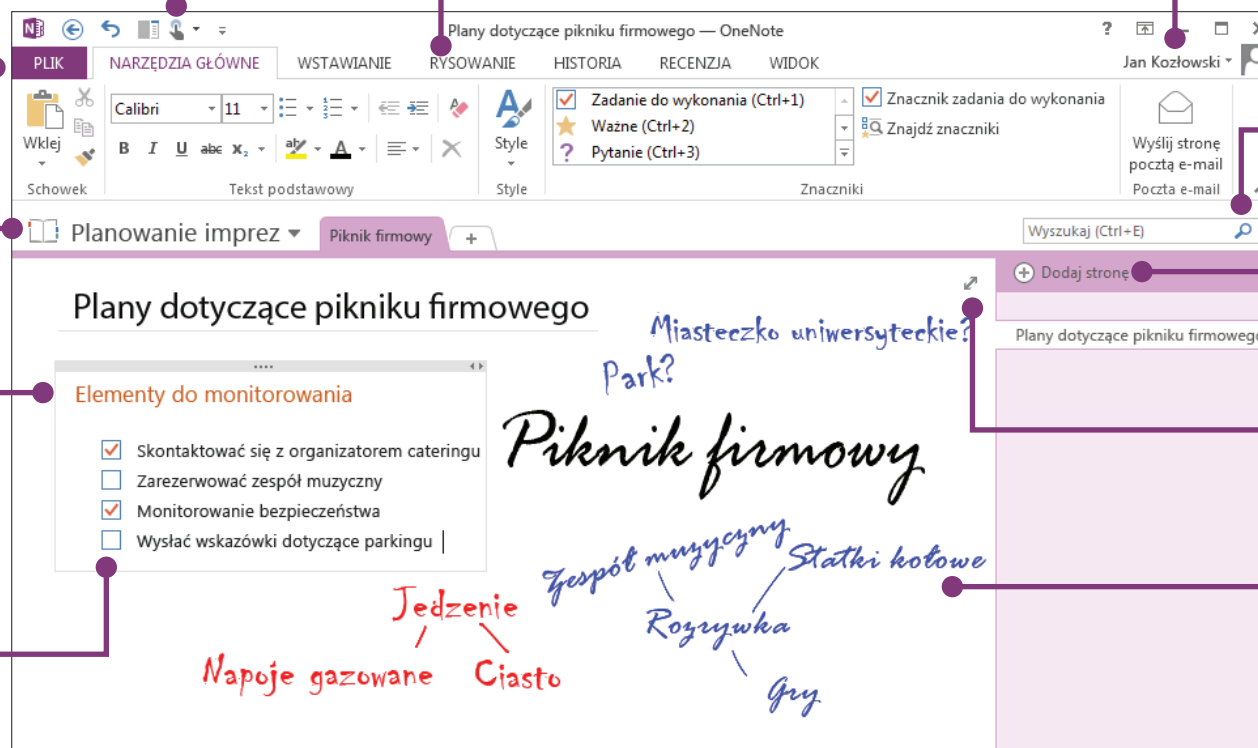 Plany dotyczące pikniku firmowego — OneNote
?
PLIK NARZĘDZIA GŁÓWNE WSTAWIANIE RYSOWANIE HISTORIA RECENZJA WIDOK Jan Kozłowski
Wklej
Calibri 11
B I U abc x₂ aby A
Style
Zadanie do wykonania (Ctrl+1)
Ważne (Ctrl+2)
? Pytanie (Ctrl+3)
Znacznik zadania do wykonania
Znajdź znaczniki
Wyślij stronę
pocztą e-mail
Schowek Tekst podstawowy Style Znaczniki Poczta e-mail
Planowanie imprez Piknik firmowy + Wyszukaj (Ctrl+E)
Dodaj stronę
Plany dotyczące pikniku firmowego
Plany dotyczące pikniku firmowego
Miasteczko uniwersyteckie?
Park?
Elementy do monitorowania
Skontaktować się z organizatorem cateringu
Zarezerwować zespół muzyczny
Monitorowanie bezpieczeństwa
Wysłać wskazówki dotyczące parkingu
Piknik firmowy
Zespół muzyczny
Statki kołowe
Rozrywka
Gry
Jedzenie
Napoje gazowane
Ciasto